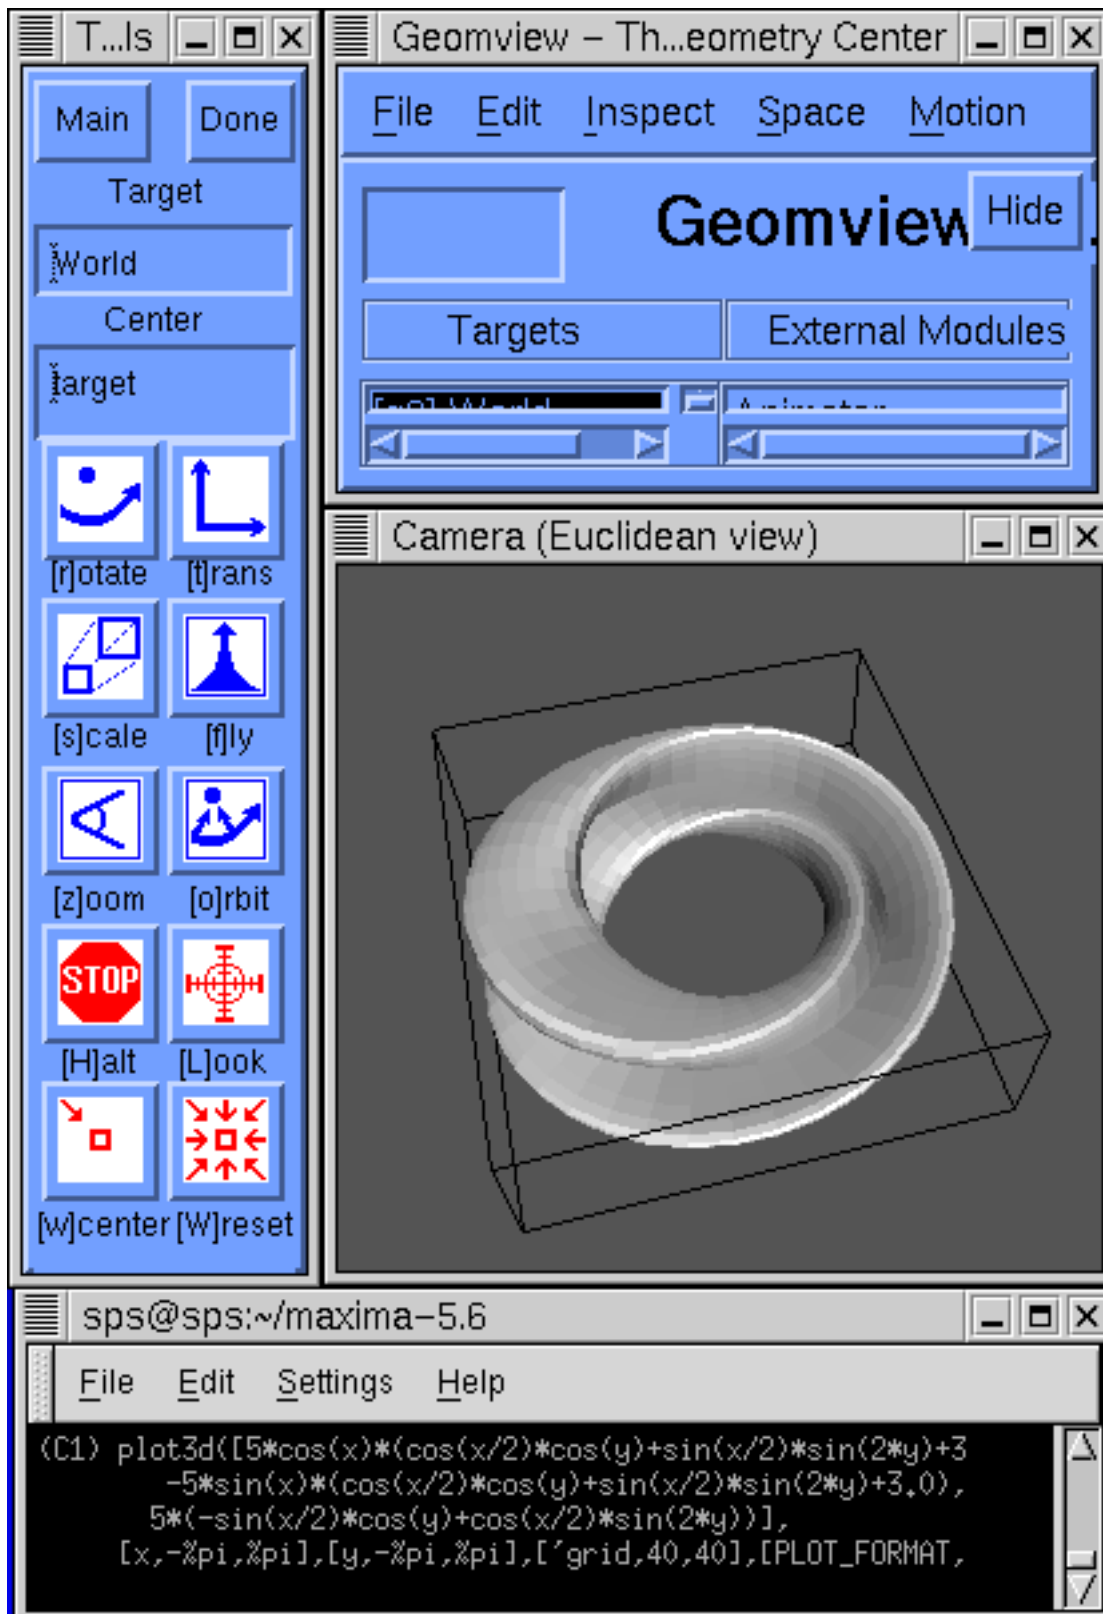 T...ls
Main Done
Target
World
Center
target
[r]otate [t]rans
[s]cale [f]ly
[z]oom [o]rbit
STOP
[H]alt [L]ook
[w]center [W]reset
Geomview – Th...eometry Center
File Edit Inspect Space Motion
Geomview
Hide
Targets External Modules
World Animator
Camera (Euclidean view)
sps@sps:~/maxima–5.6
File Edit Settings Help
(C1) plot3d([5*cos(x)*(cos(x/2)*cos(y)+sin(x/2)*sin(2*y)+3
-5*sin(x)*(cos(x/2)*cos(y)+sin(x/2)*sin(2*y)+3.0),
5*(-sin(x/2)*cos(y)+cos(x/2)*sin(2*y))],
[x,-%pi,%pi],[y,-%pi,%pi],['grid,40,40],[PLOT_FORMAT,